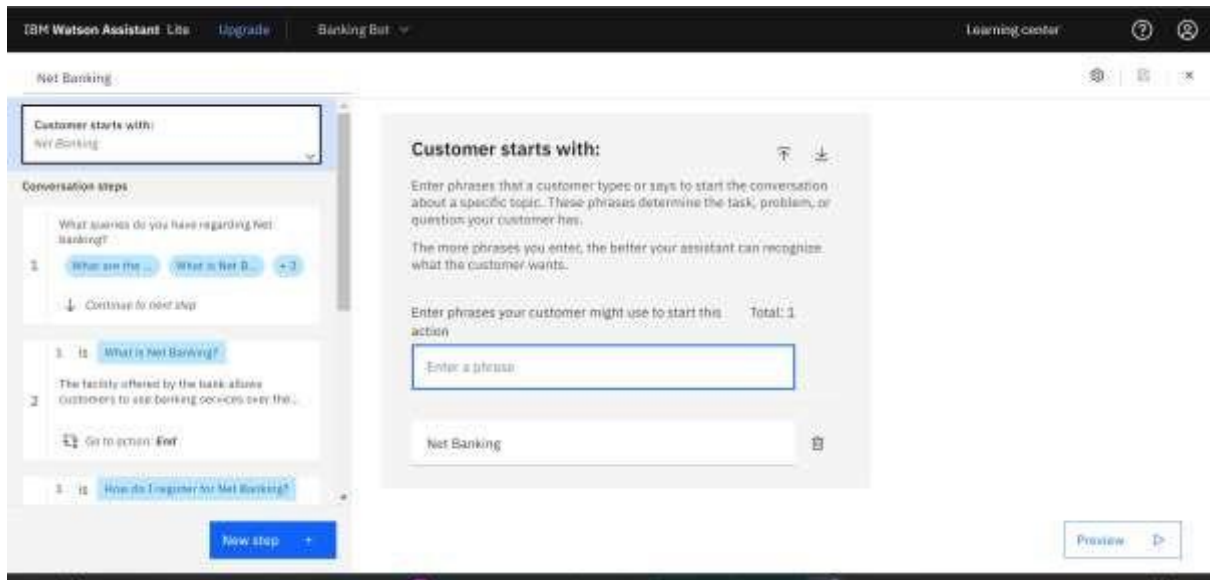 IBM Watson Assistant Lite Upgrade Banking Bot Learning center
Net Banking
Customer starts with:
Net Banking
Conversation steps
What queries do you have regarding Net
banking?
1 What are the ... What is Net B... + 3
Continue to next step
1 is What is Net Banking?
The facility offered by the bank allows
2 customers to use banking services over the...
Go to action: End
1 is How do I register for Net Banking?
New step +
Customer starts with:
Enter phrases that a customer types or says to start the conversation
about a specific topic. These phrases determine the task, problem, or
question your customer has.
The more phrases you enter, the better your assistant can recognize
what the customer wants.
Enter phrases your customer might use to start this Total: 1
action
Enter a phrase
Net Banking
Preview